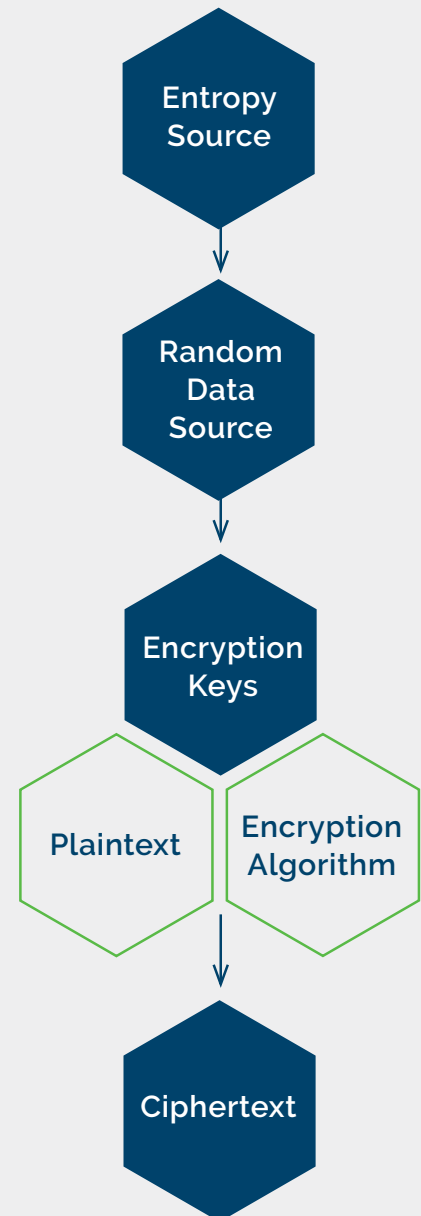 Entropy
Source
Random
Data
Source
Encryption
Keys
Plaintext
Encryption
Algorithm
Ciphertext